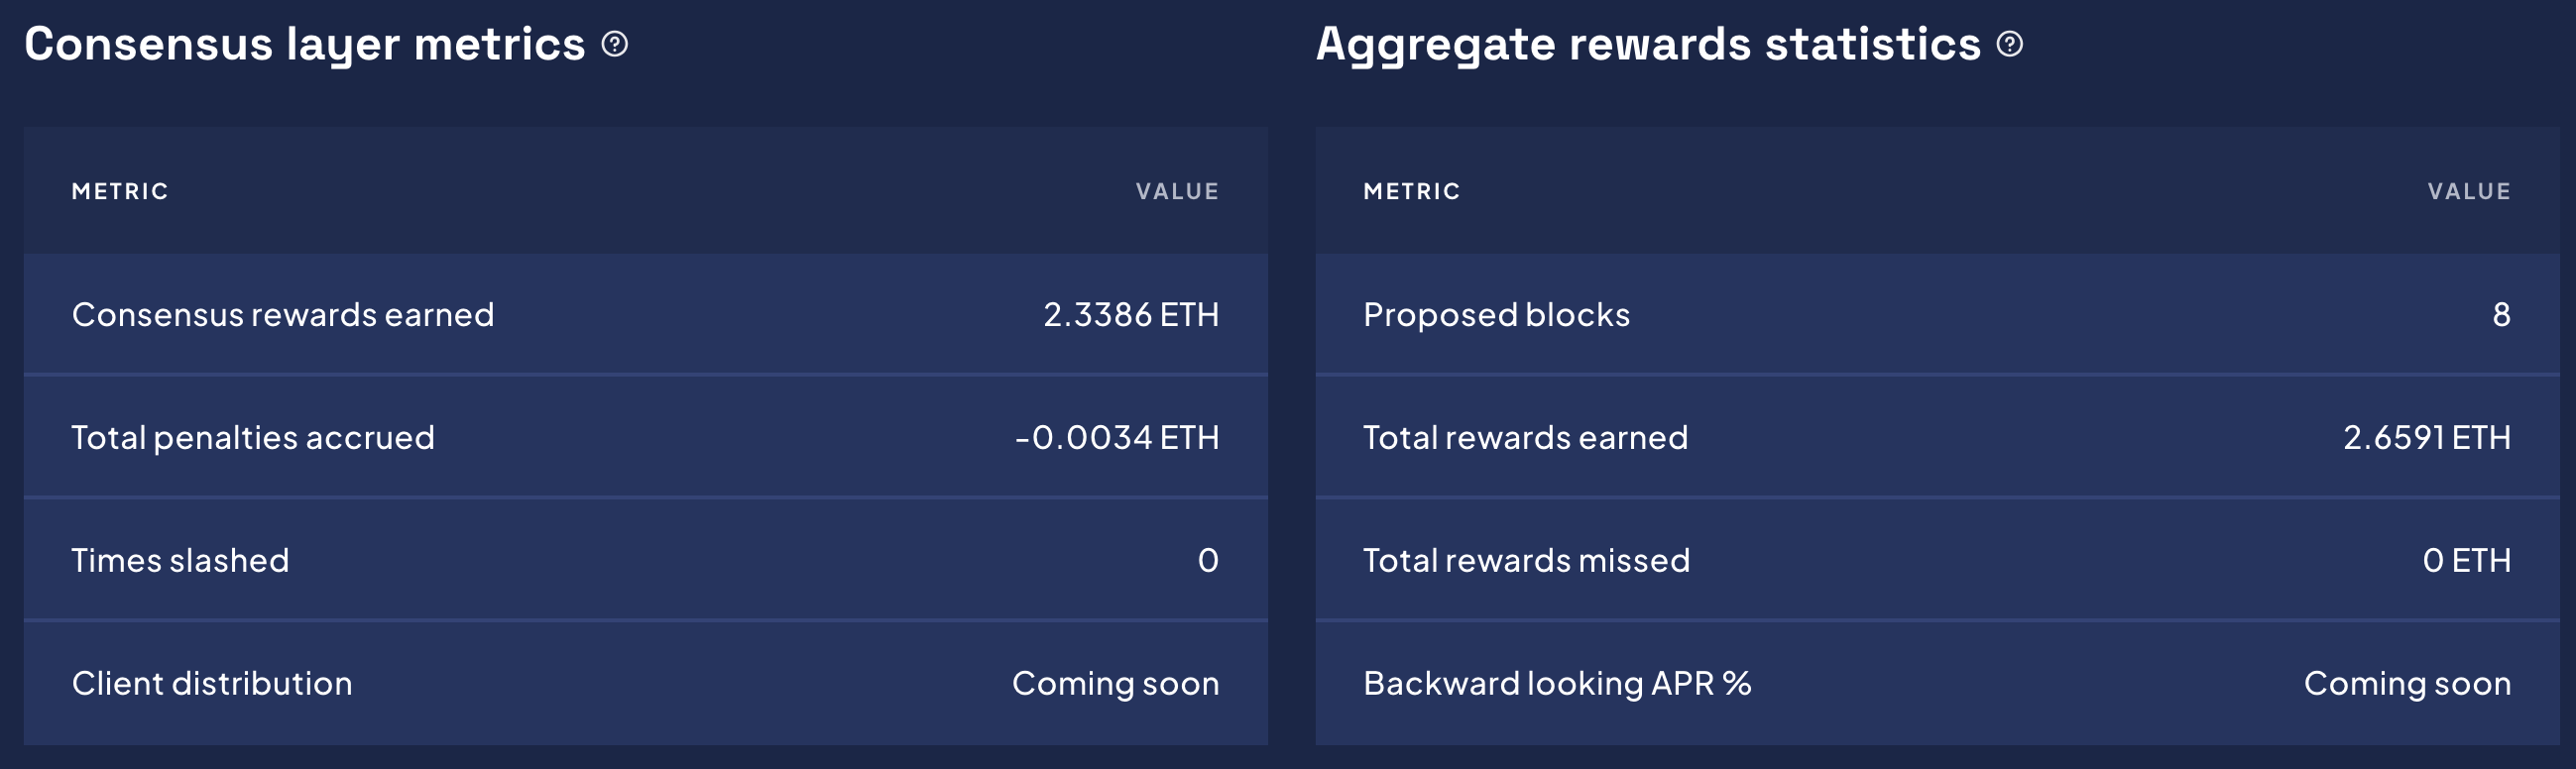 Consensus layer metrics
METRIC VALUE
Consensus rewards earned 2.3386 ETH
Total penalties accrued -0.0034 ETH
Times slashed 0
Client distribution Coming soon
Aggregate rewards statistics
METRIC VALUE
Proposed blocks 8
Total rewards earned 2.6591 ETH
Total rewards missed 0 ETH
Backward looking APR % Coming soon